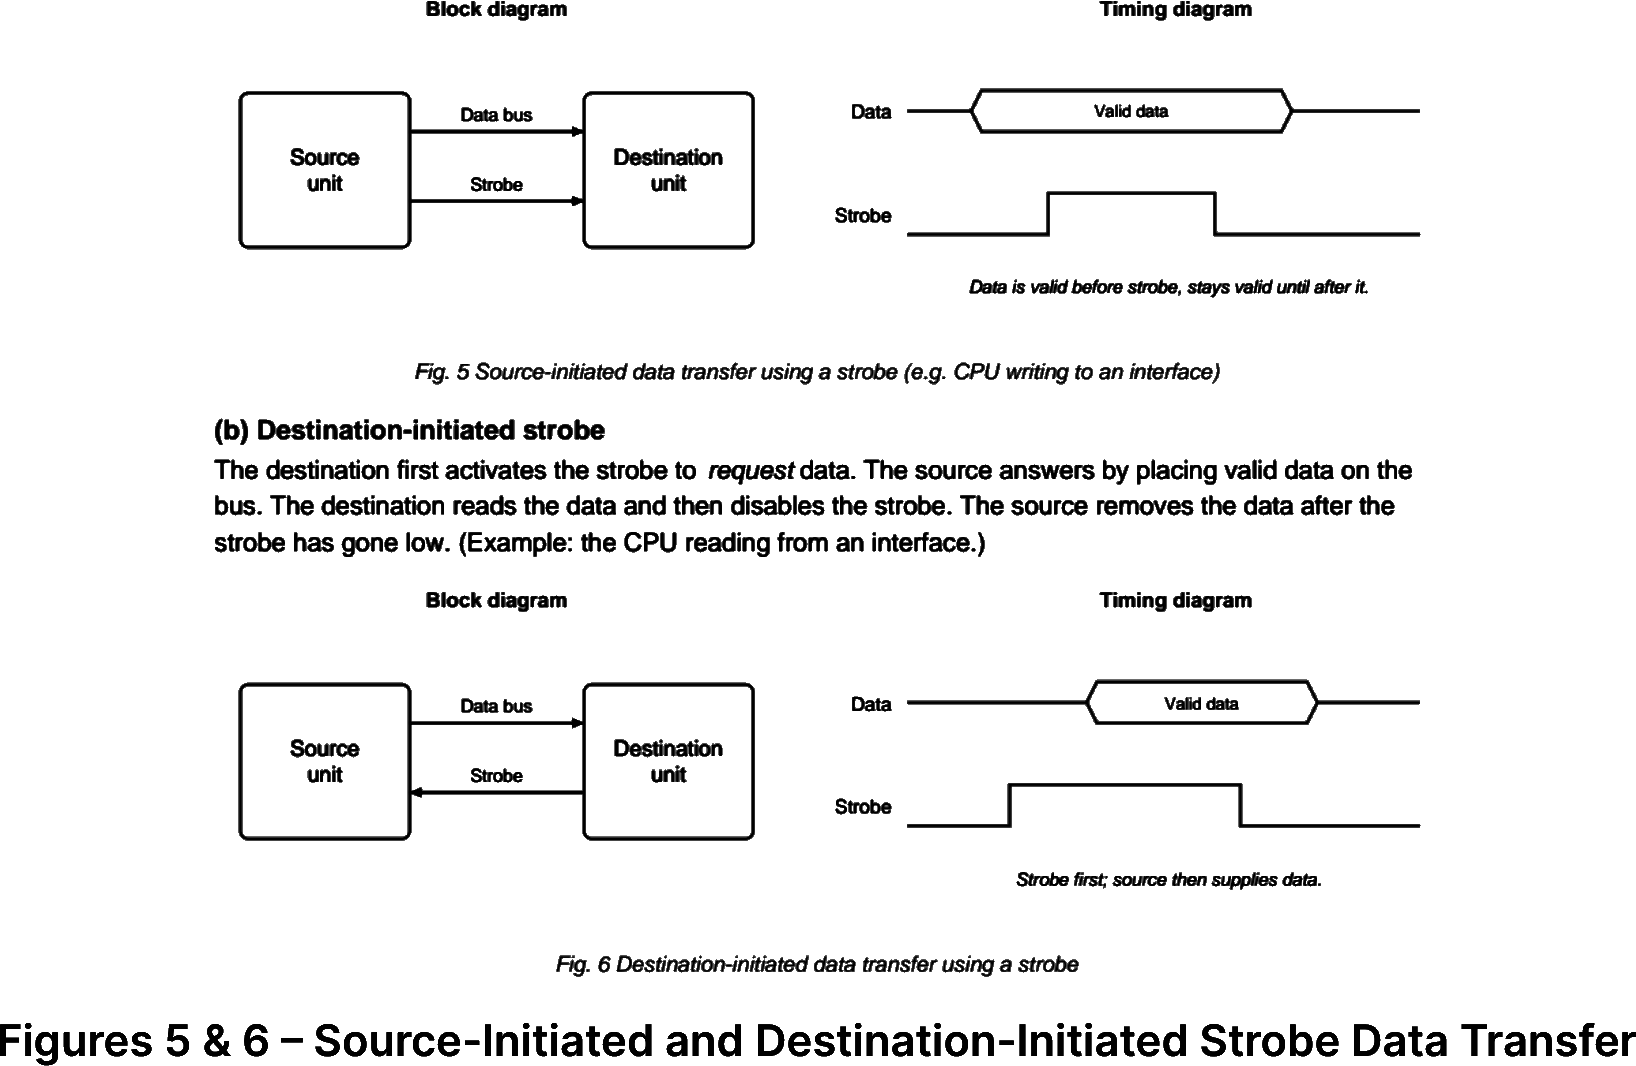 Block diagram
Timing diagram
Source
unit
Data bus
Strobe
Destination
unit
Data
Valid data
Strobe
Data is valid before strobe, stays valid until after it.
Fig. 5 Source-initiated data transfer using a strobe (e.g. CPU writing to an interface)
(b) Destination-initiated strobe
The destination first activates the strobe to request data. The source answers by placing valid data on the
bus. The destination reads the data and then disables the strobe. The source removes the data after the
strobe has gone low. (Example: the CPU reading from an interface.)
Block diagram
Timing diagram
Source
unit
Data bus
Strobe
Destination
unit
Data
Valid data
Strobe
Strobe first; source then supplies data.
Fig. 6 Destination-initiated data transfer using a strobe
Figures 5 & 6 – Source-Initiated and Destination-Initiated Strobe Data Transfer